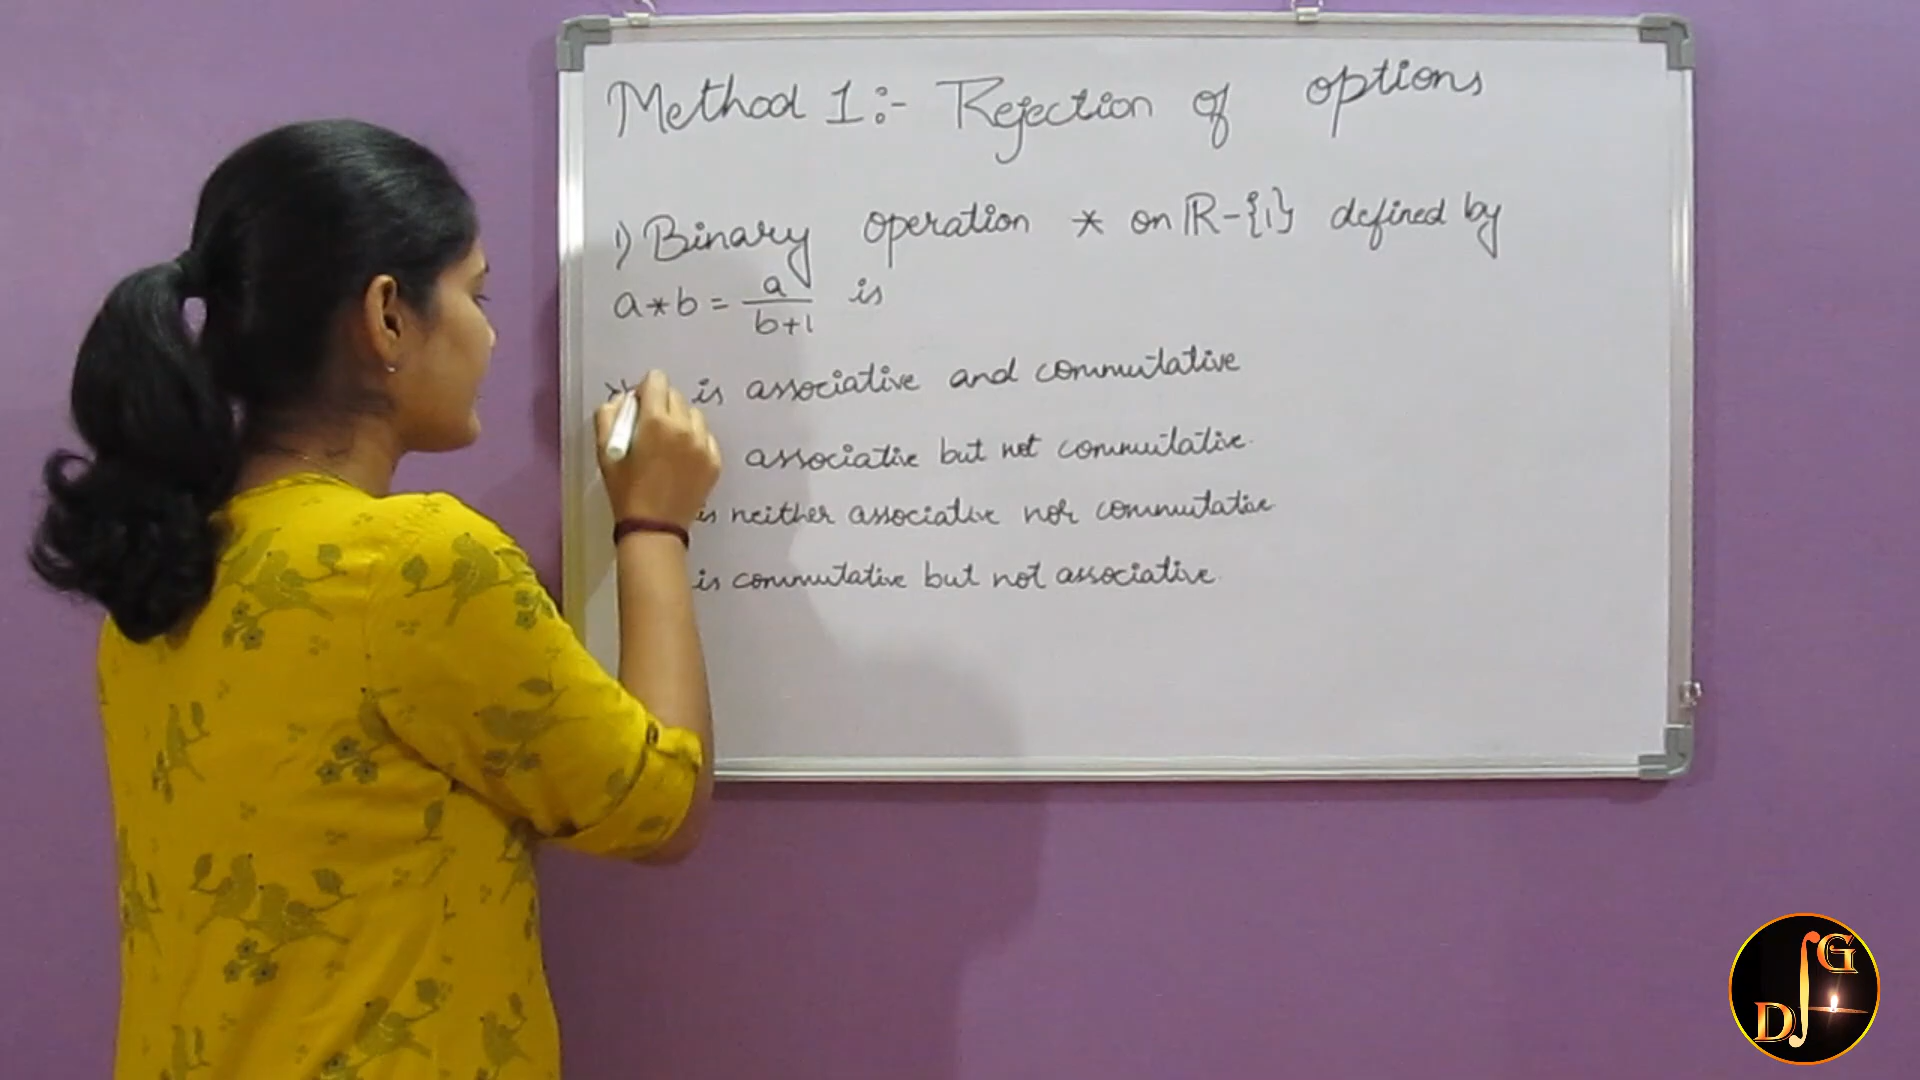 Method 1:- Rejection of options
1) Binary operation * on ℝ-{1} defined by
a*b = a/(b+1) is
is associative and commutative
associative but not commutative.
is neither associative nor commutative
is commutative but not associative.
G
D